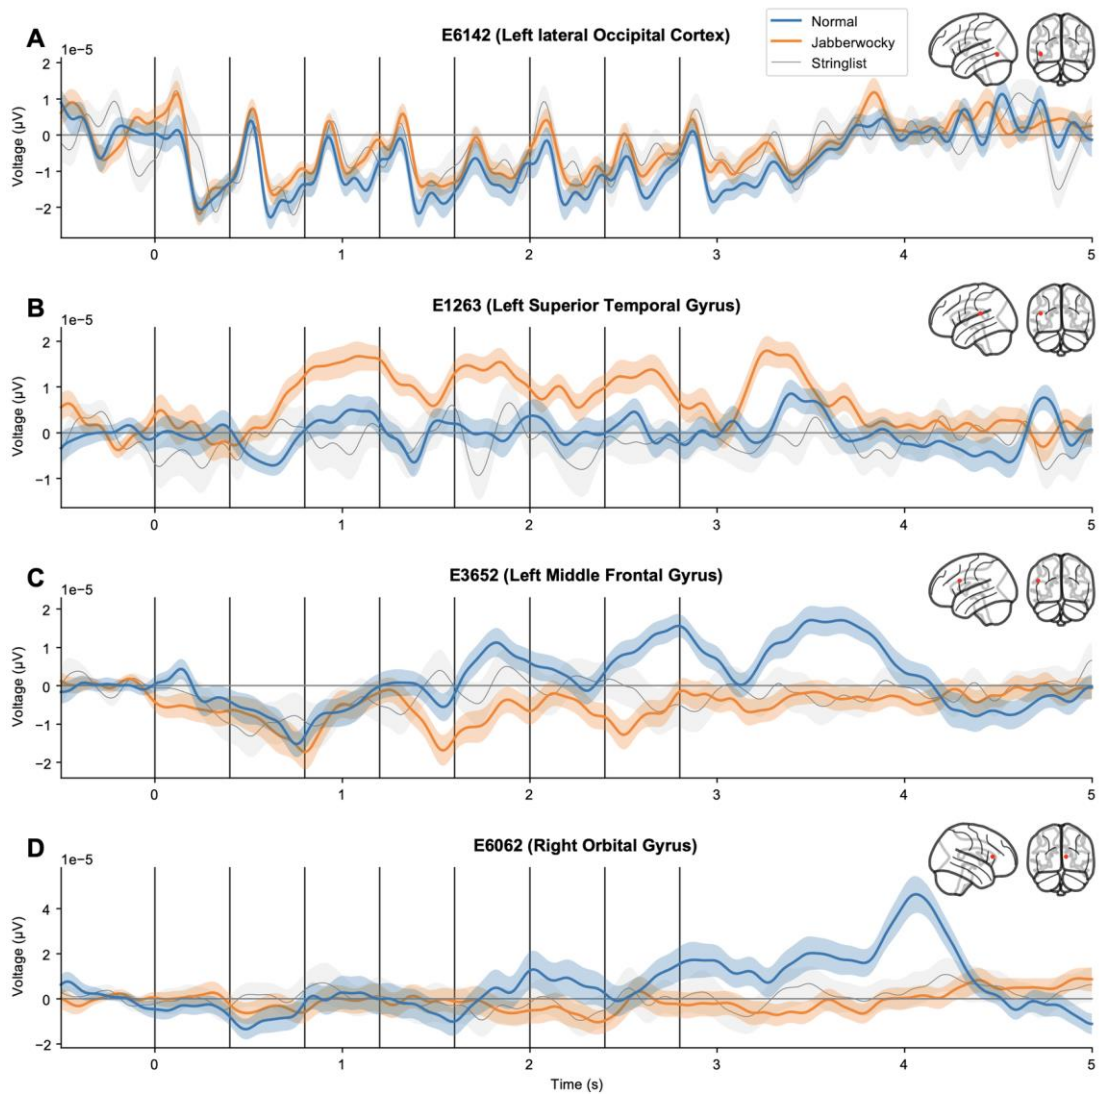 A
E6142 (Left lateral Occipital Cortex)
Normal
Jabberwocky
Stringlist
1e-5
Voltage (μV)
2
1
0
−1
−2
0 1 2 3 4 5
B
E1263 (Left Superior Temporal Gyrus)
1e-5
Voltage (μV)
2
1
0
−1
0 1 2 3 4 5
C
E3652 (Left Middle Frontal Gyrus)
1e-5
Voltage (μV)
2
1
0
−1
−2
0 1 2 3 4 5
D
E6062 (Right Orbital Gyrus)
1e-5
Voltage (μV)
4
2
0
−2
0 1 2 3 4 5
Time (s)